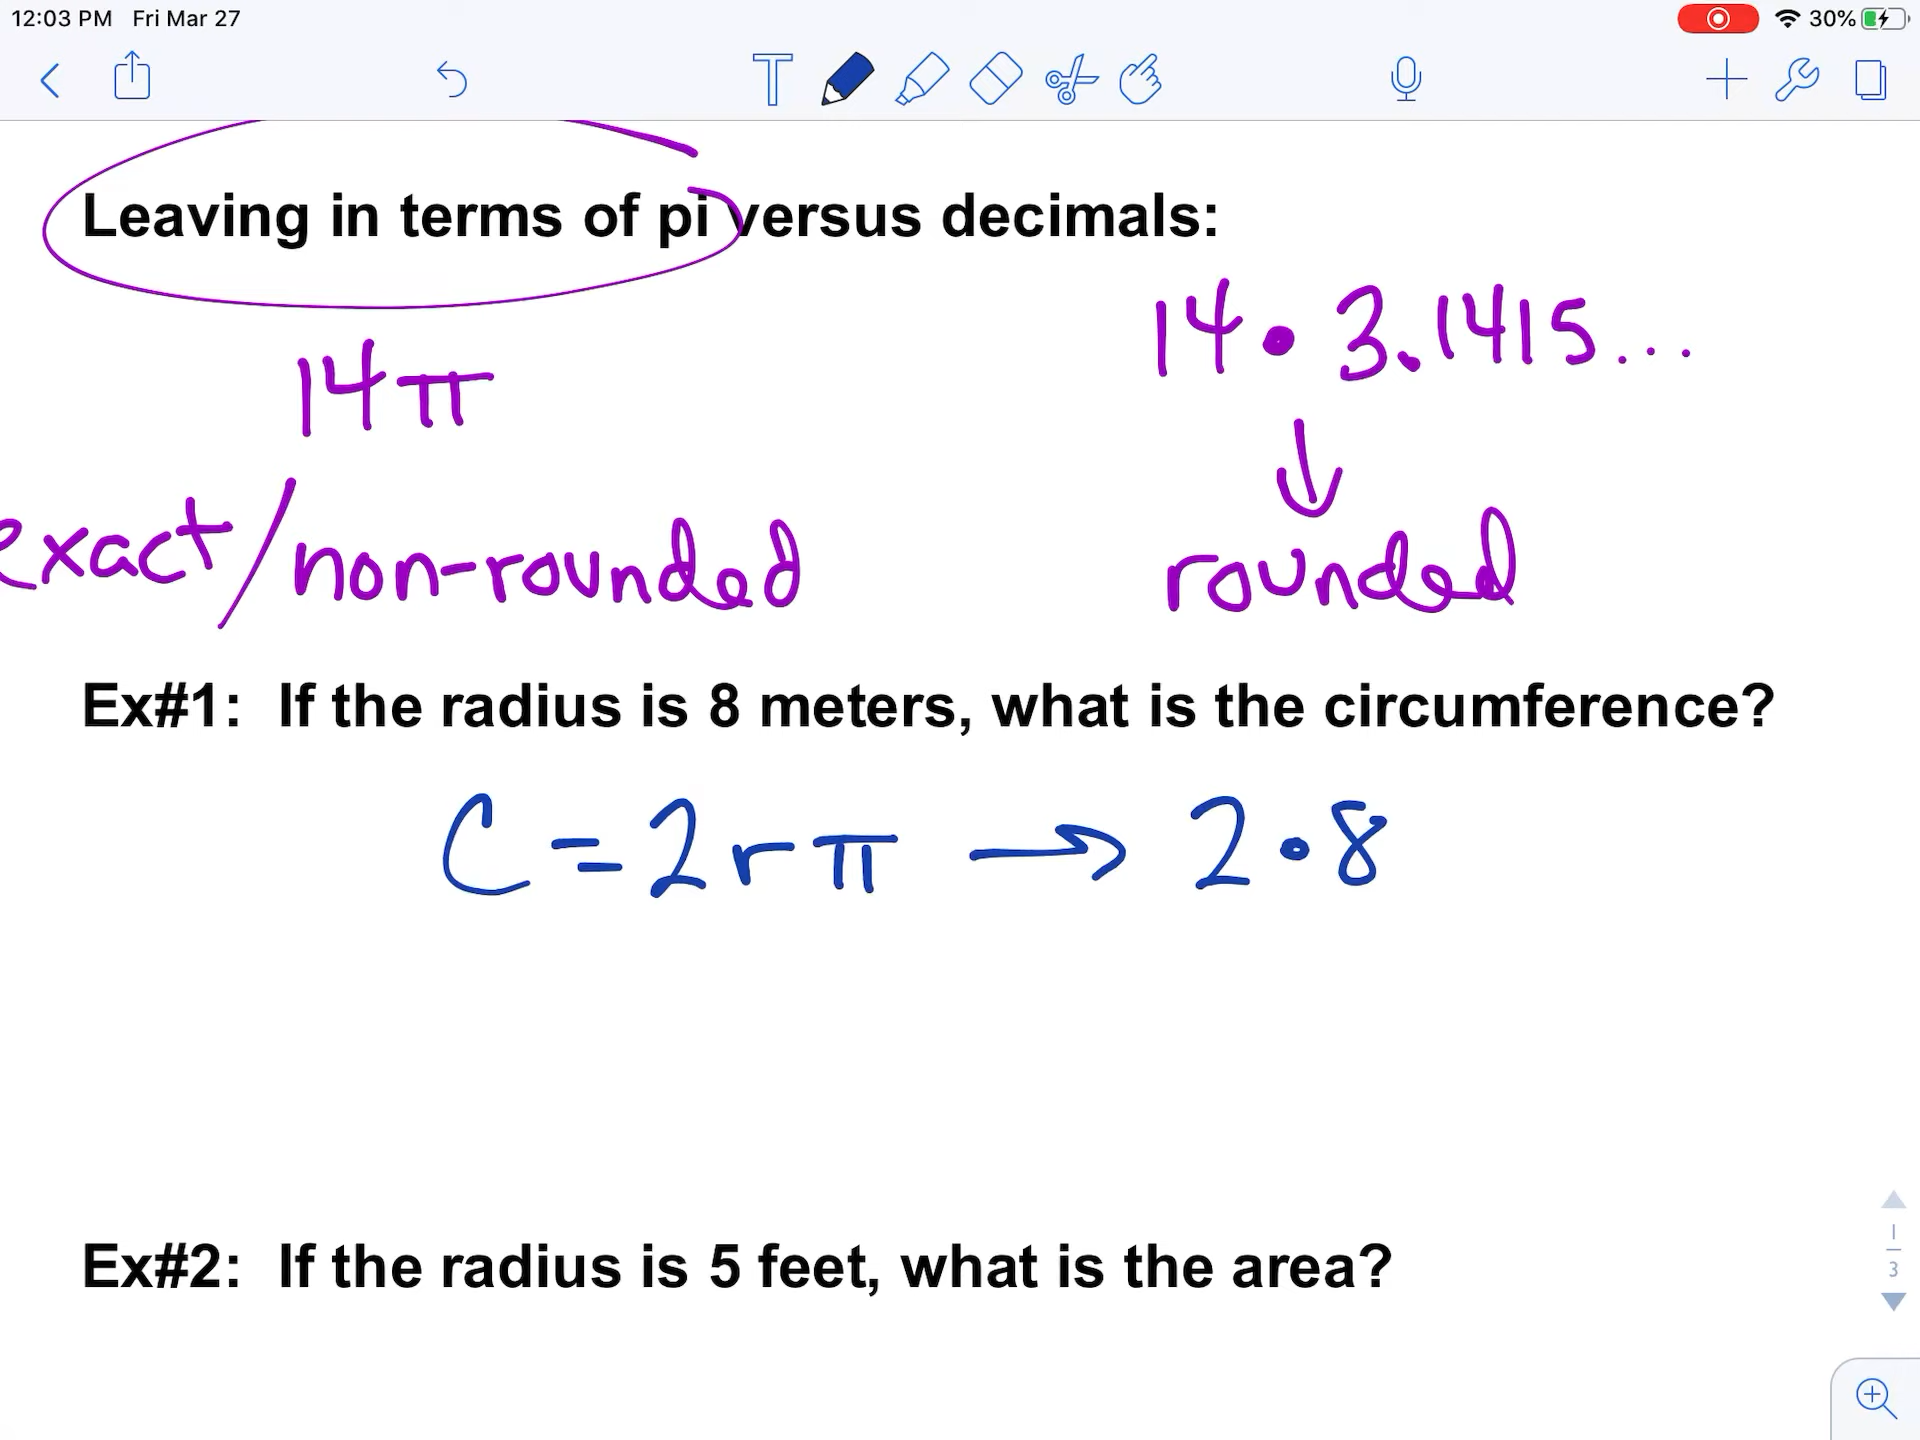 12:03 PM Fri Mar 27 30%
T
Leaving in terms of pi versus decimals:
14π 14 • 3.1415...
exact/non-rounded rounded
Ex#1: If the radius is 8 meters, what is the circumference?
C = 2rπ → 2•8
Ex#2: If the radius is 5 feet, what is the area?
1
3